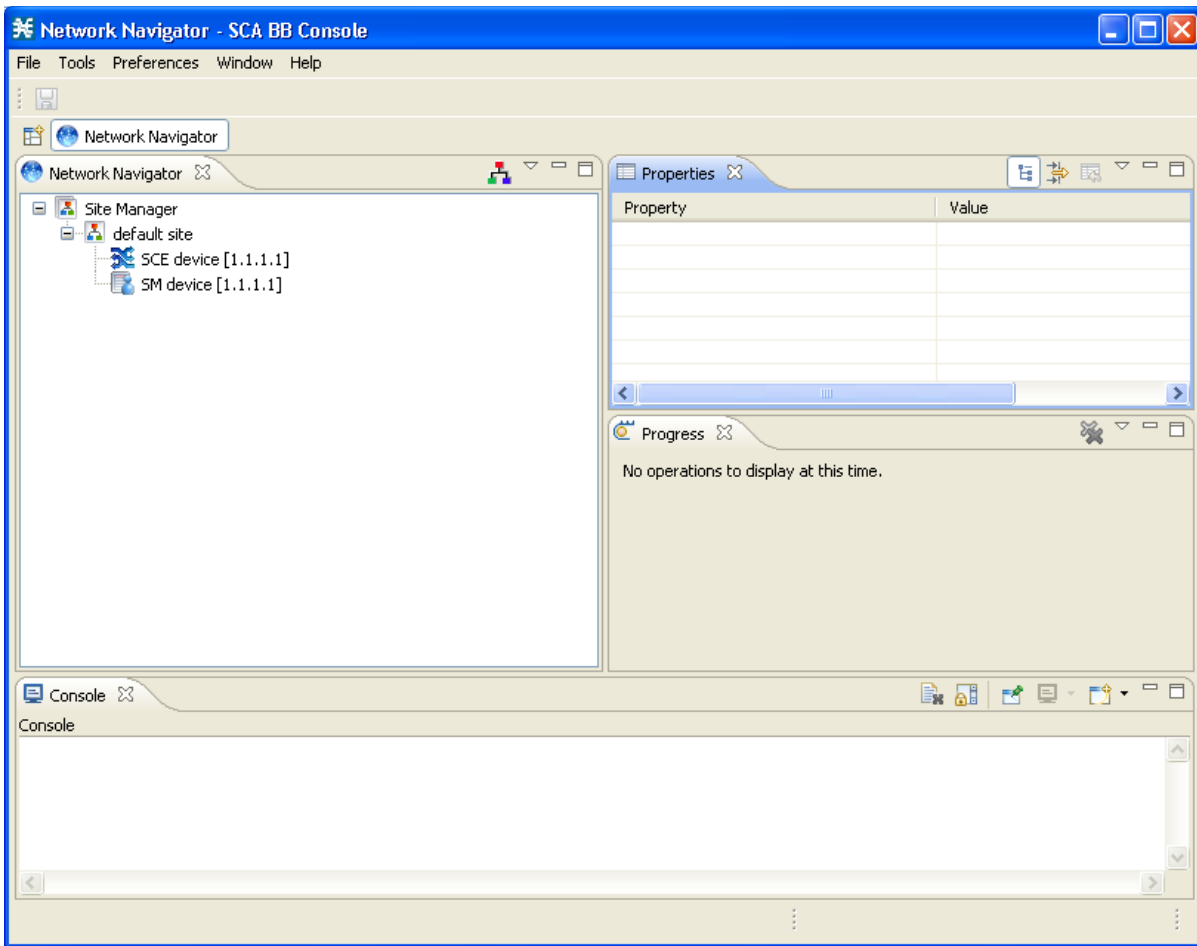 Network Navigator - SCA BB Console
File Tools Preferences Window Help
Network Navigator
Network Navigator
Site Manager
default site
SCE device [1.1.1.1]
SM device [1.1.1.1]
Properties
Property Value
Progress
No operations to display at this time.
Console
Console